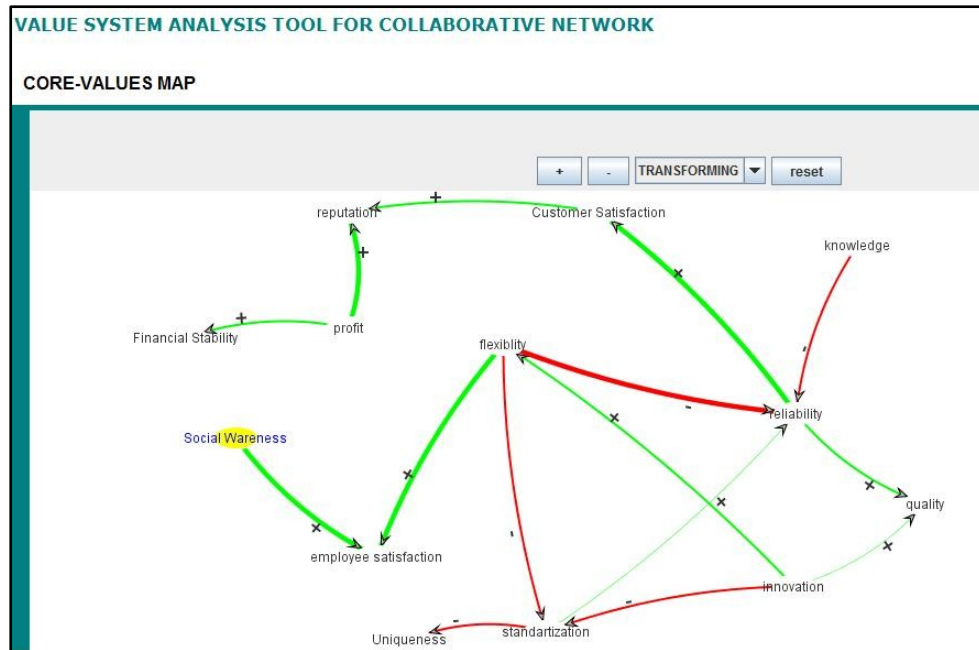 VALUE SYSTEM ANALYSIS TOOL FOR COLLABORATIVE NETWORK
CORE-VALUES MAP
+
-
TRANSFORMING
reset
+
reputation
Customer Satisfaction
knowledge
+
+
+
Financial Stability
profit
flexiblity
-
-
+
reliability
Social Wareness
+
+
+
+
quality
+
-
+
employee satisfaction
innovation
-
-
standartization
Uniqueness